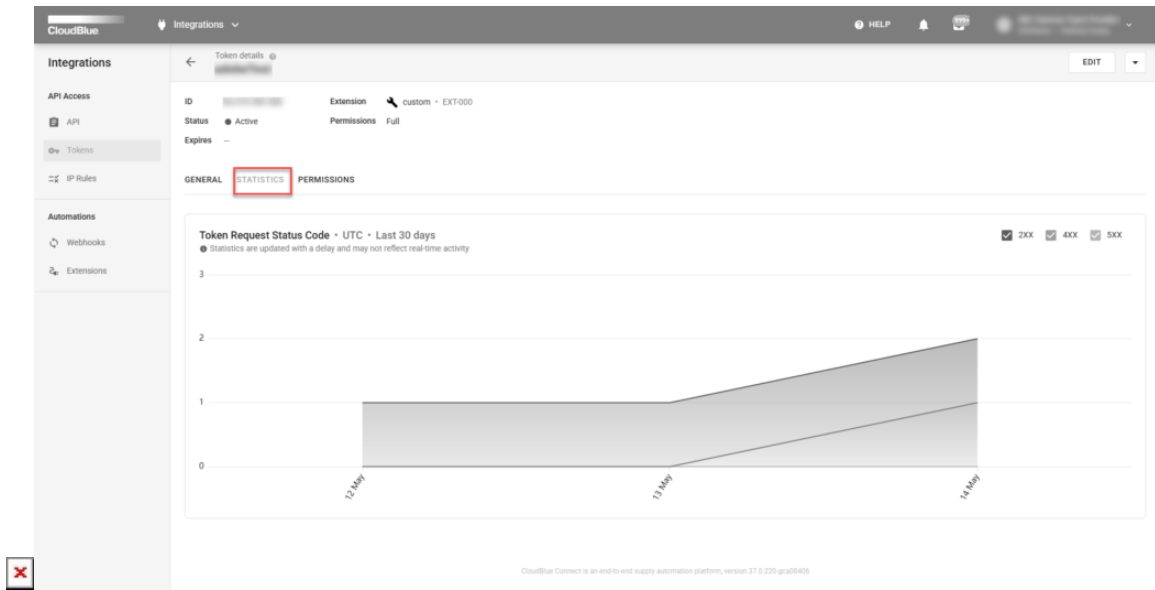 CloudBlue
Integrations
HELP
Integrations
Token details
EDIT
API Access
API
Tokens
IP Rules
Automations
Webhooks
Extensions
ID
Extension custom • EXT-000
Status Active
Permissions Full
Expires –
GENERAL STATISTICS PERMISSIONS
Token Request Status Code • UTC • Last 30 days
2XX 4XX 5XX
Statistics are updated with a delay and may not reflect real-time activity
3
2
1
0
12 May
13 May
14 May
CloudBlue Connect is an end-to-end supply automation platform, version 37.0.220-gca08406